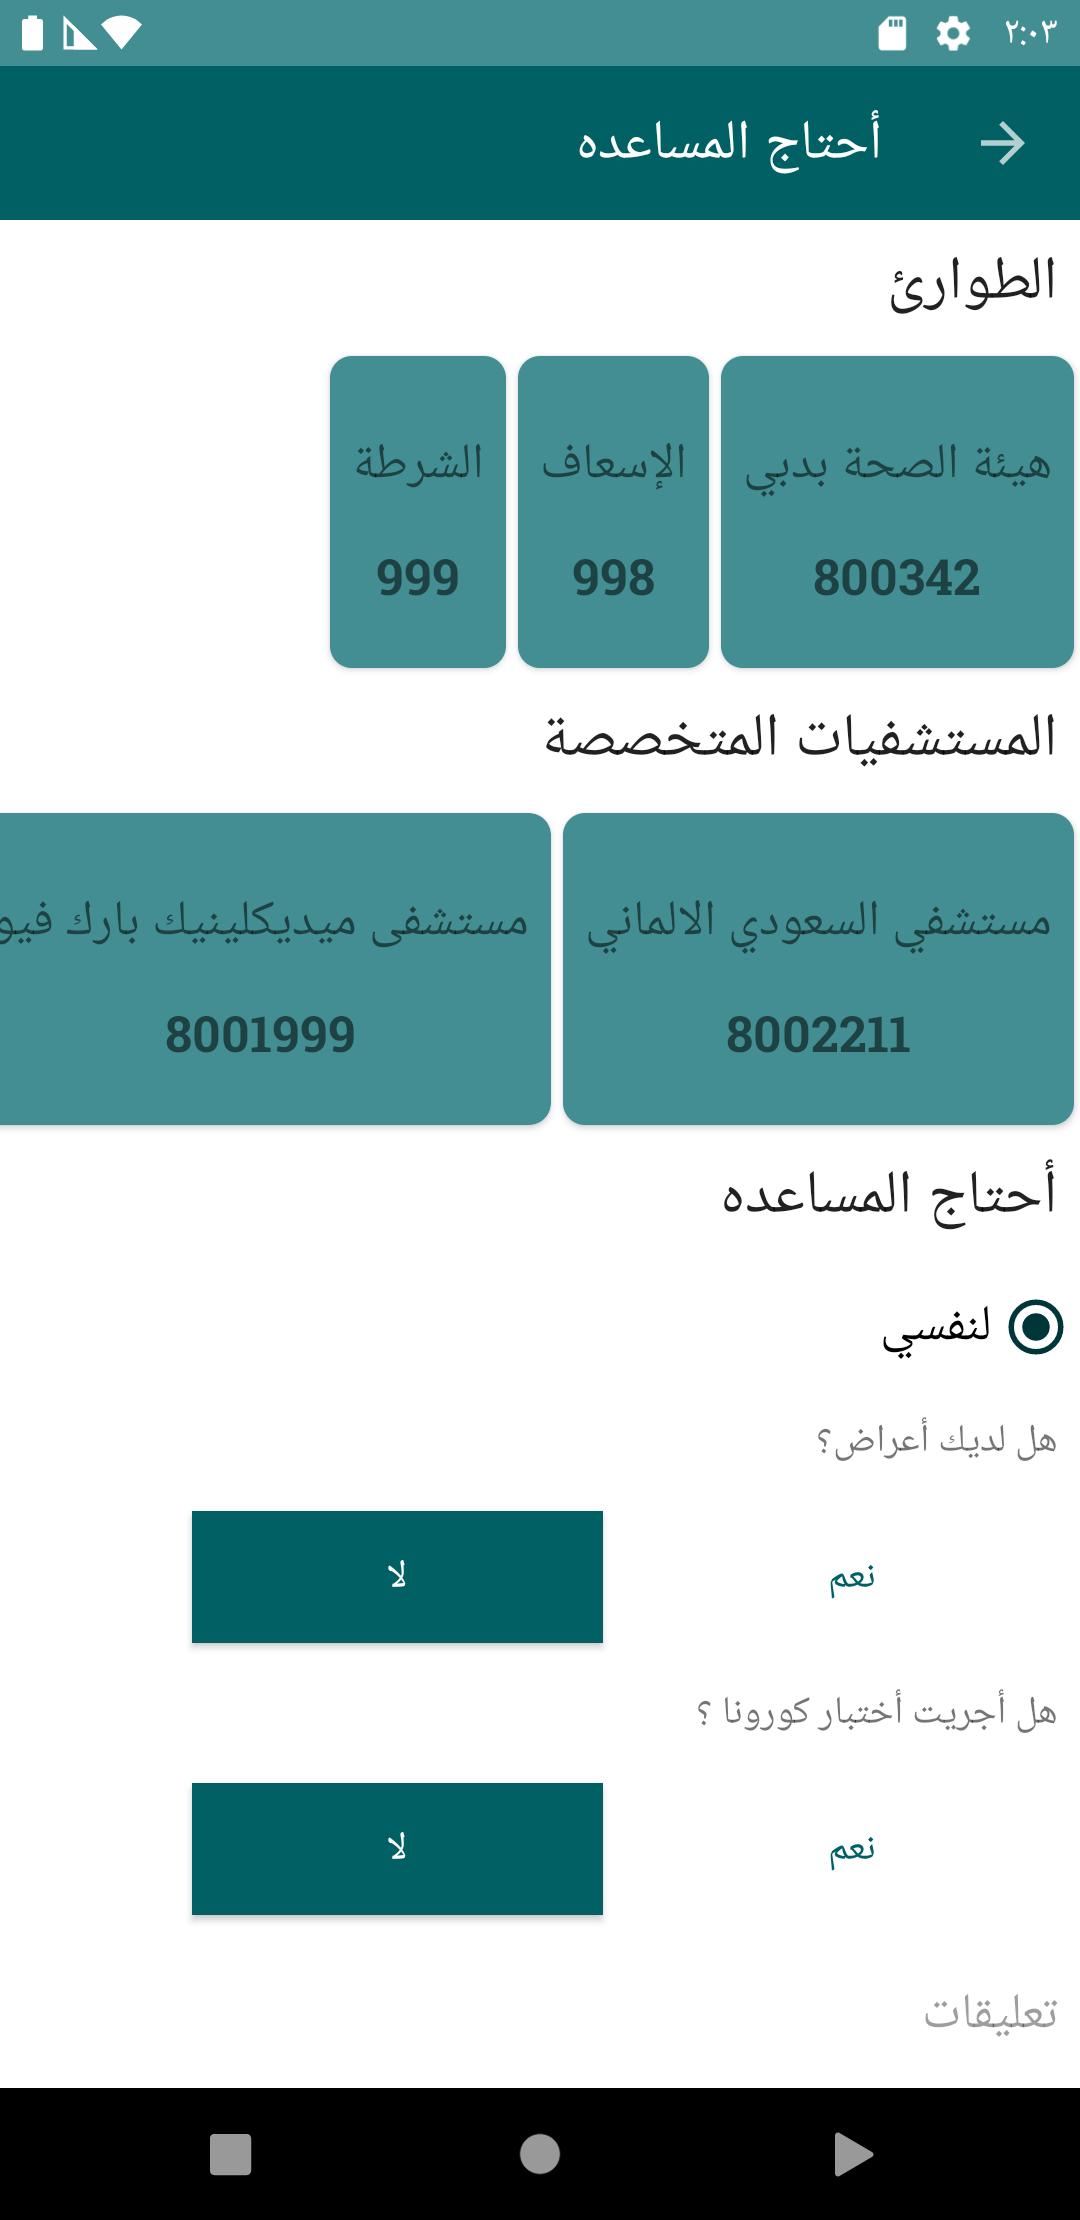 ٢:٠٣
أحتاج المساعده
الطوارئ
هيئة الصحة بدبي
800342
الإسعاف
998
الشرطة
999
المستشفيات المتخصصة
مستشفي السعودي الالماني
8002211
مستشفى ميديكلينيك بارك فيو
8001999
أحتاج المساعده
لنفسي
هل لديك أعراض؟
نعم
لا
هل أجريت أختبار كورونا ؟
نعم
لا
تعليقات